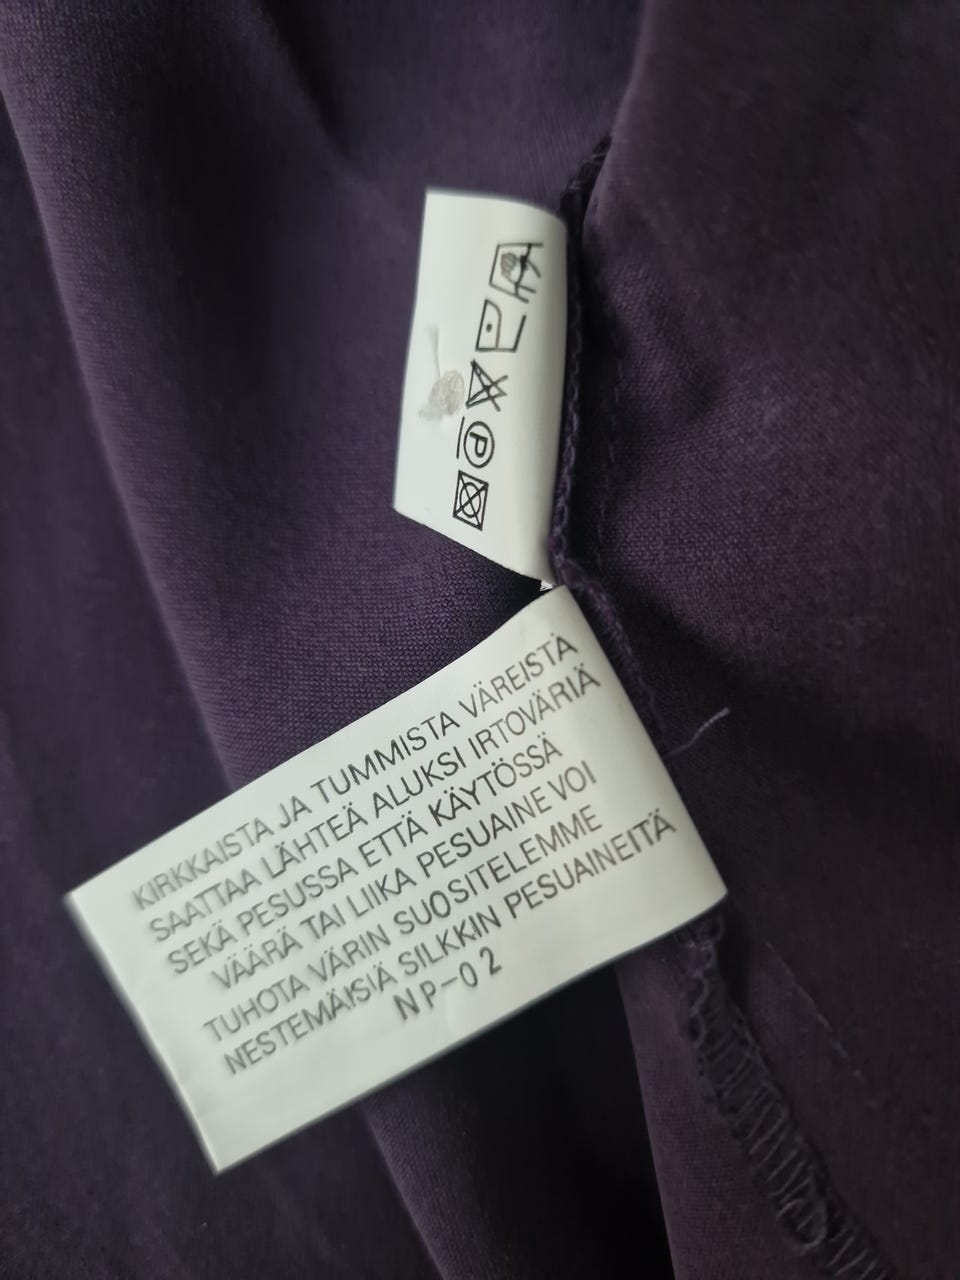 P
KIRKKAISTA JA TUMMISTA VÄREISTÄ
SAATTAA LÄHTEÄ ALUKSI IRTOVÄRIÄ
SEKÄ PESUSSA ETTÄ KÄYTÖSSÄ
VÄÄRÄ TAI LIIKA PESUAINE VOI
TUHOTA VÄRIN SUOSITELEMME
NESTEMÄISIÄ SILKKIN PESUAINEITÄ
NP-02